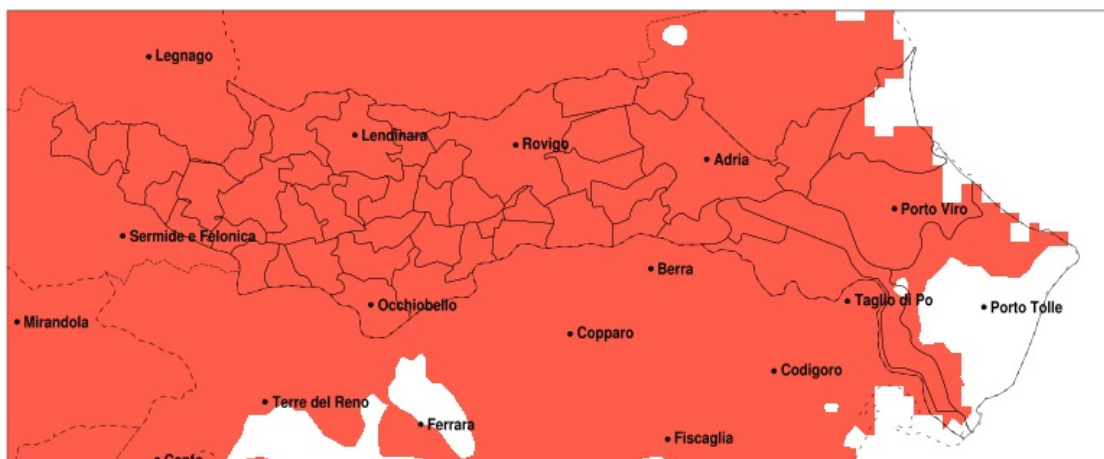 Legnago
Lendinara
Rovigo
Adria
Porto Viro
Sermide e Felonica
Berra
Taglio di Po
Occhiobello
Porto Tolle
Mirandola
Copparo
Codigoro
Terre del Reno
Ferrara
Fiscaglia